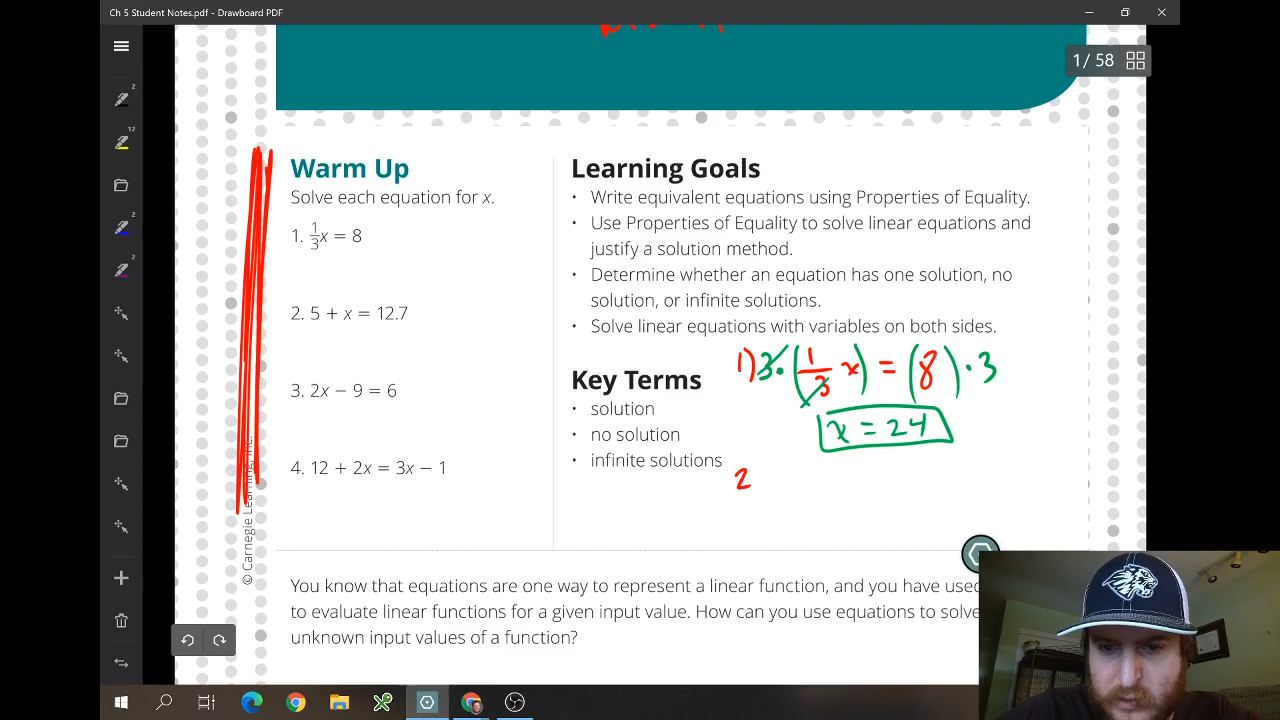 Ch 5 Student Notes.pdf - Drawboard PDF
1 / 58
2
12
2
2
Warm Up
Solve each equation for x.
1. 1/3x = 8
2. 5 + x = 12.7
3. 2x − 9 = 6
4. 12 + 2x = 3x − 1
© Carnegie Learning, Inc.
Learning Goals
• Write equivalent equations using Properties of Equality.
• Use Properties of Equality to solve linear equations and
justify a solution method.
• Determine whether an equation has one solution, no
solution, or infinite solutions.
• Solve linear equations with variables on both sides.
Key Terms
• solution
• no solution
• infinite solutions
1) 3·(1/3 x) = (8)·3
x = 24
2
You know that equations are one way to represent a linear function, and you have used
to evaluate linear functions for a given input value. How can you use equations to solve
unknown input values of a function?